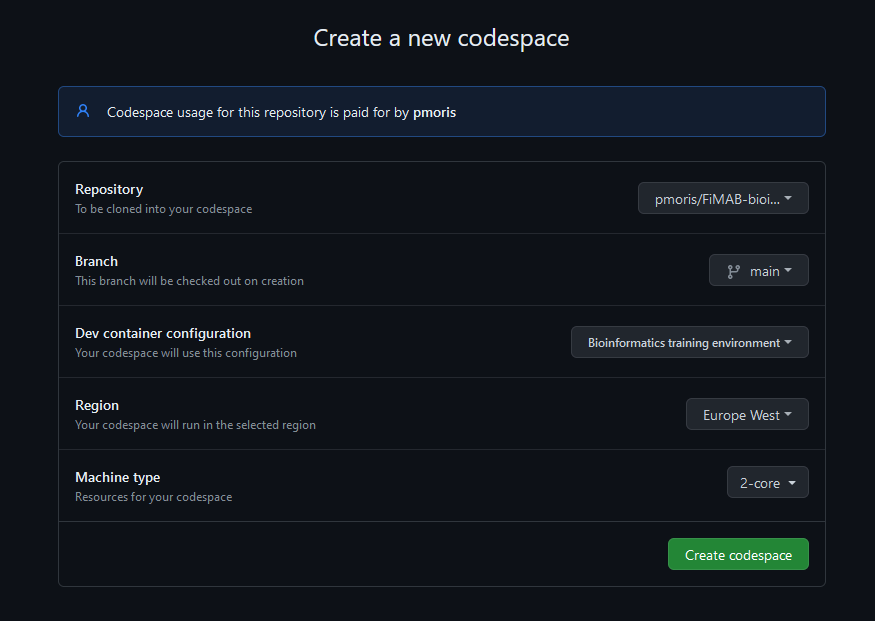 Create a new codespace
Codespace usage for this repository is paid for by pmoris
Repository
To be cloned into your codespace
pmoris/FiMAB-bioi...
Branch
This branch will be checked out on creation
main
Dev container configuration
Your codespace will use this configuration
Bioinformatics training environment
Region
Your codespace will run in the selected region
Europe West
Machine type
Resources for your codespace
2-core
Create codespace